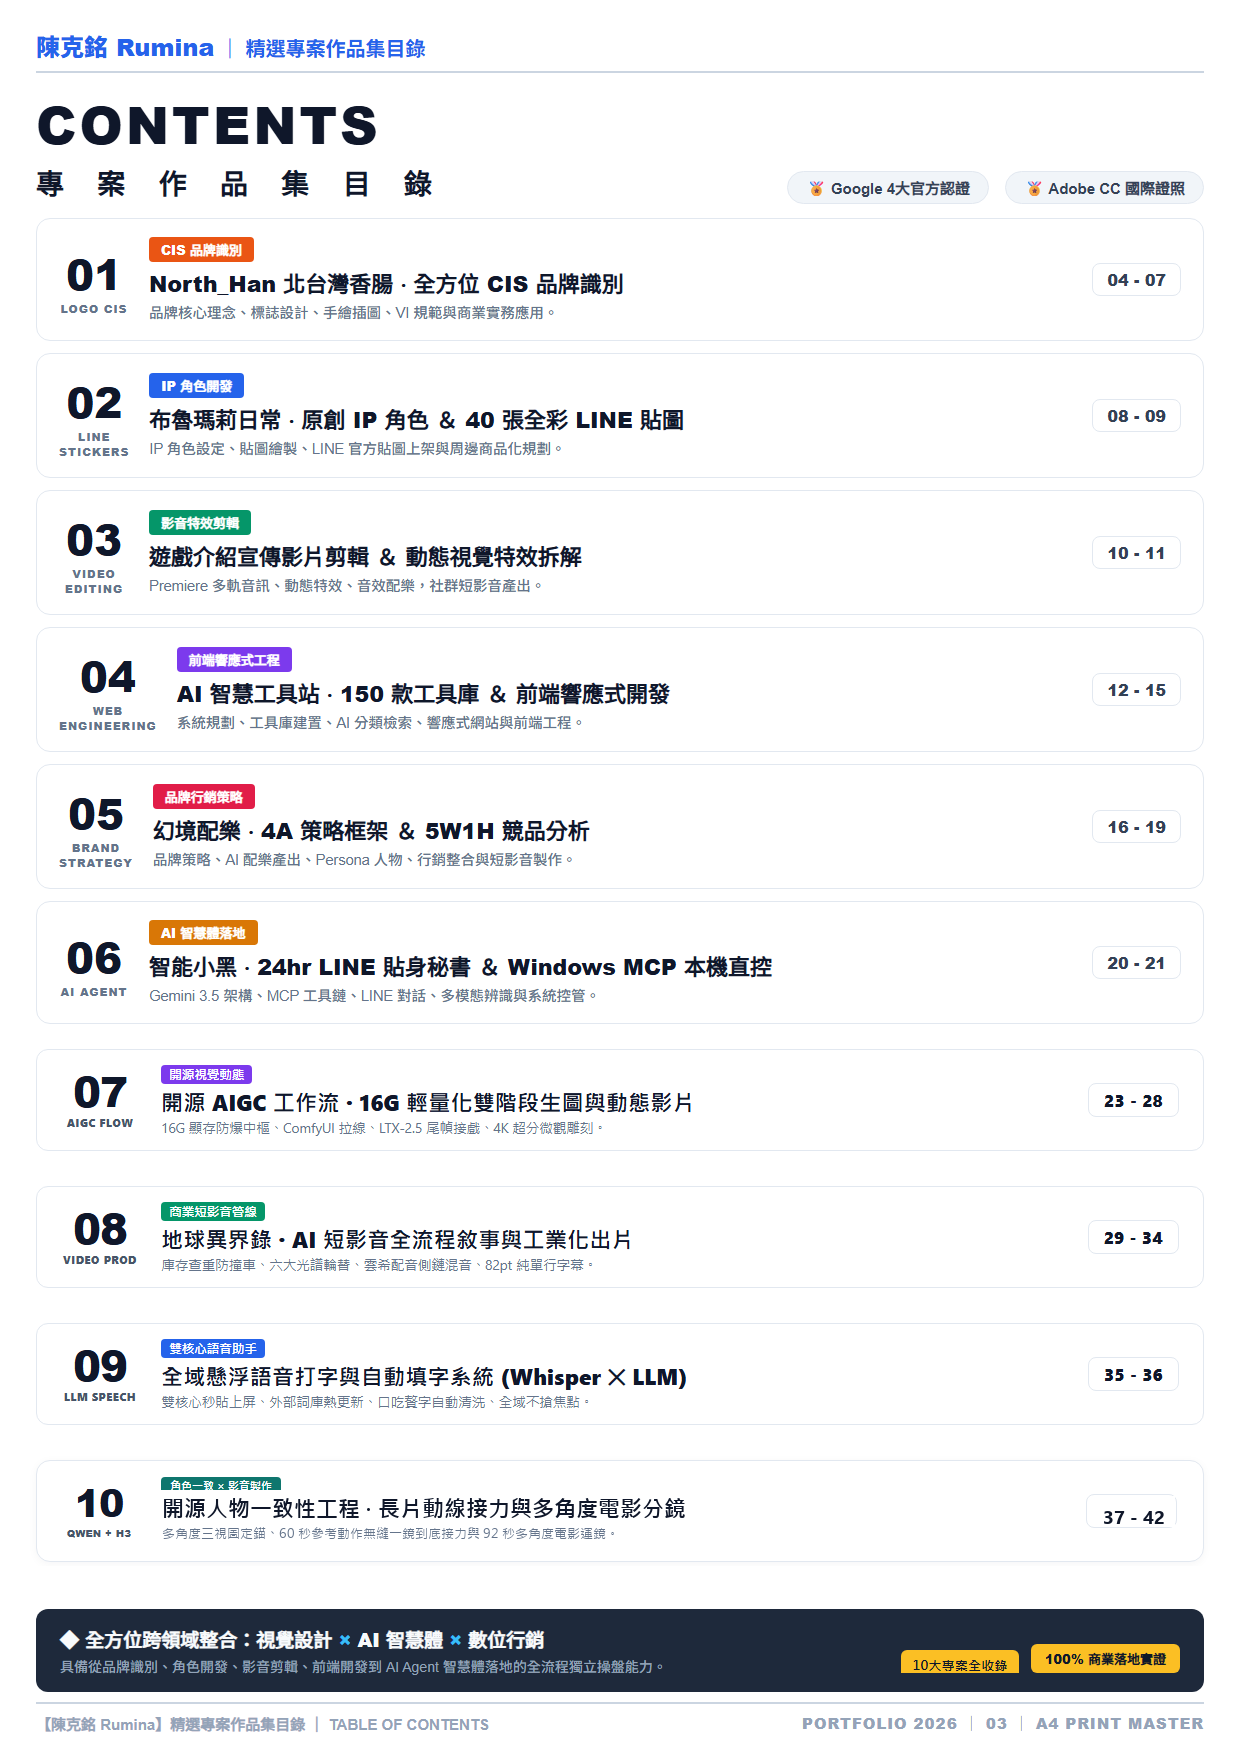 陳克銘 Rumina | 精選專案作品集目錄
CONTENTS
專案作品集目錄
🏅 Google 4大官方認證
🏅 Adobe CC 國際證照
01
LOGO CIS
CIS 品牌識別
North_Han 北台灣香腸 · 全方位 CIS 品牌識別
品牌核心理念、標誌設計、手繪插圖、VI 規範與商業實務應用。
04 - 07
02
LINE
STICKERS
IP 角色開發
布魯瑪莉日常 · 原創 IP 角色 & 40 張全彩 LINE 貼圖
IP 角色設定、貼圖繪製、LINE 官方貼圖上架與周邊商品化規劃。
08 - 09
03
VIDEO
EDITING
影音特效剪輯
遊戲介紹宣傳影片剪輯 & 動態視覺特效拆解
Premiere 多軌音訊、動態特效、音效配樂，社群短影音產出。
10 - 11
04
WEB
ENGINEERING
前端響應式工程
AI 智慧工具站 · 150 款工具庫 & 前端響應式開發
系統規劃、工具庫建置、AI 分類檢索、響應式網站與前端工程。
12 - 15
05
BRAND
STRATEGY
品牌行銷策略
幻境配樂 · 4A 策略框架 & 5W1H 競品分析
品牌策略、AI 配樂產出、Persona 人物、行銷整合與短影音製作。
16 - 19
06
AI AGENT
AI 智慧體落地
智能小黑 · 24hr LINE 貼身秘書 & Windows MCP 本機直控
Gemini 3.5 架構、MCP 工具鏈、LINE 對話、多模態辨識與系統控管。
20 - 21
07
AIGC FLOW
開源視覺動態
開源 AIGC 工作流 · 16G 輕量化雙階段生圖與動態影片
16G 顯存防爆中樞、ComfyUI 拉線、LTX-2.5 尾幀接戲、4K 超分微觀雕刻。
23 - 28
08
VIDEO PROD
商業短影音管線
地球異界錄 · AI 短影音全流程敘事與工業化出片
庫存查重防撞車、六大光譜輪替、雲希配音側鏈混音、82pt 純單行字幕。
29 - 34
09
LLM SPEECH
雙核心語音助手
全域懸浮語音打字與自動填字系統 (Whisper ✕ LLM)
雙核心秒貼上屏、外部詞庫熱更新、口吃贅字自動清洗、全域不搶焦點。
35 - 36
10
QWEN + H3
角色一致 × 影音製作
開源人物一致性工程 · 長片動線接力與多角度電影分鏡
多角度三視圖定錨、60 秒參考動作無縫一鏡到底接力與 92 秒多角度電影運鏡。
37 - 42
◆ 全方位跨領域整合：視覺設計 × AI 智慧體 × 數位行銷
具備從品牌識別、角色開發、影音剪輯、前端開發到 AI Agent 智慧體落地的全流程獨立操盤能力。
10大專案全收錄
100% 商業落地實證
【陳克銘 Rumina】精選專案作品集目錄 | TABLE OF CONTENTS
PORTFOLIO 2026 | 03 | A4 PRINT MASTER